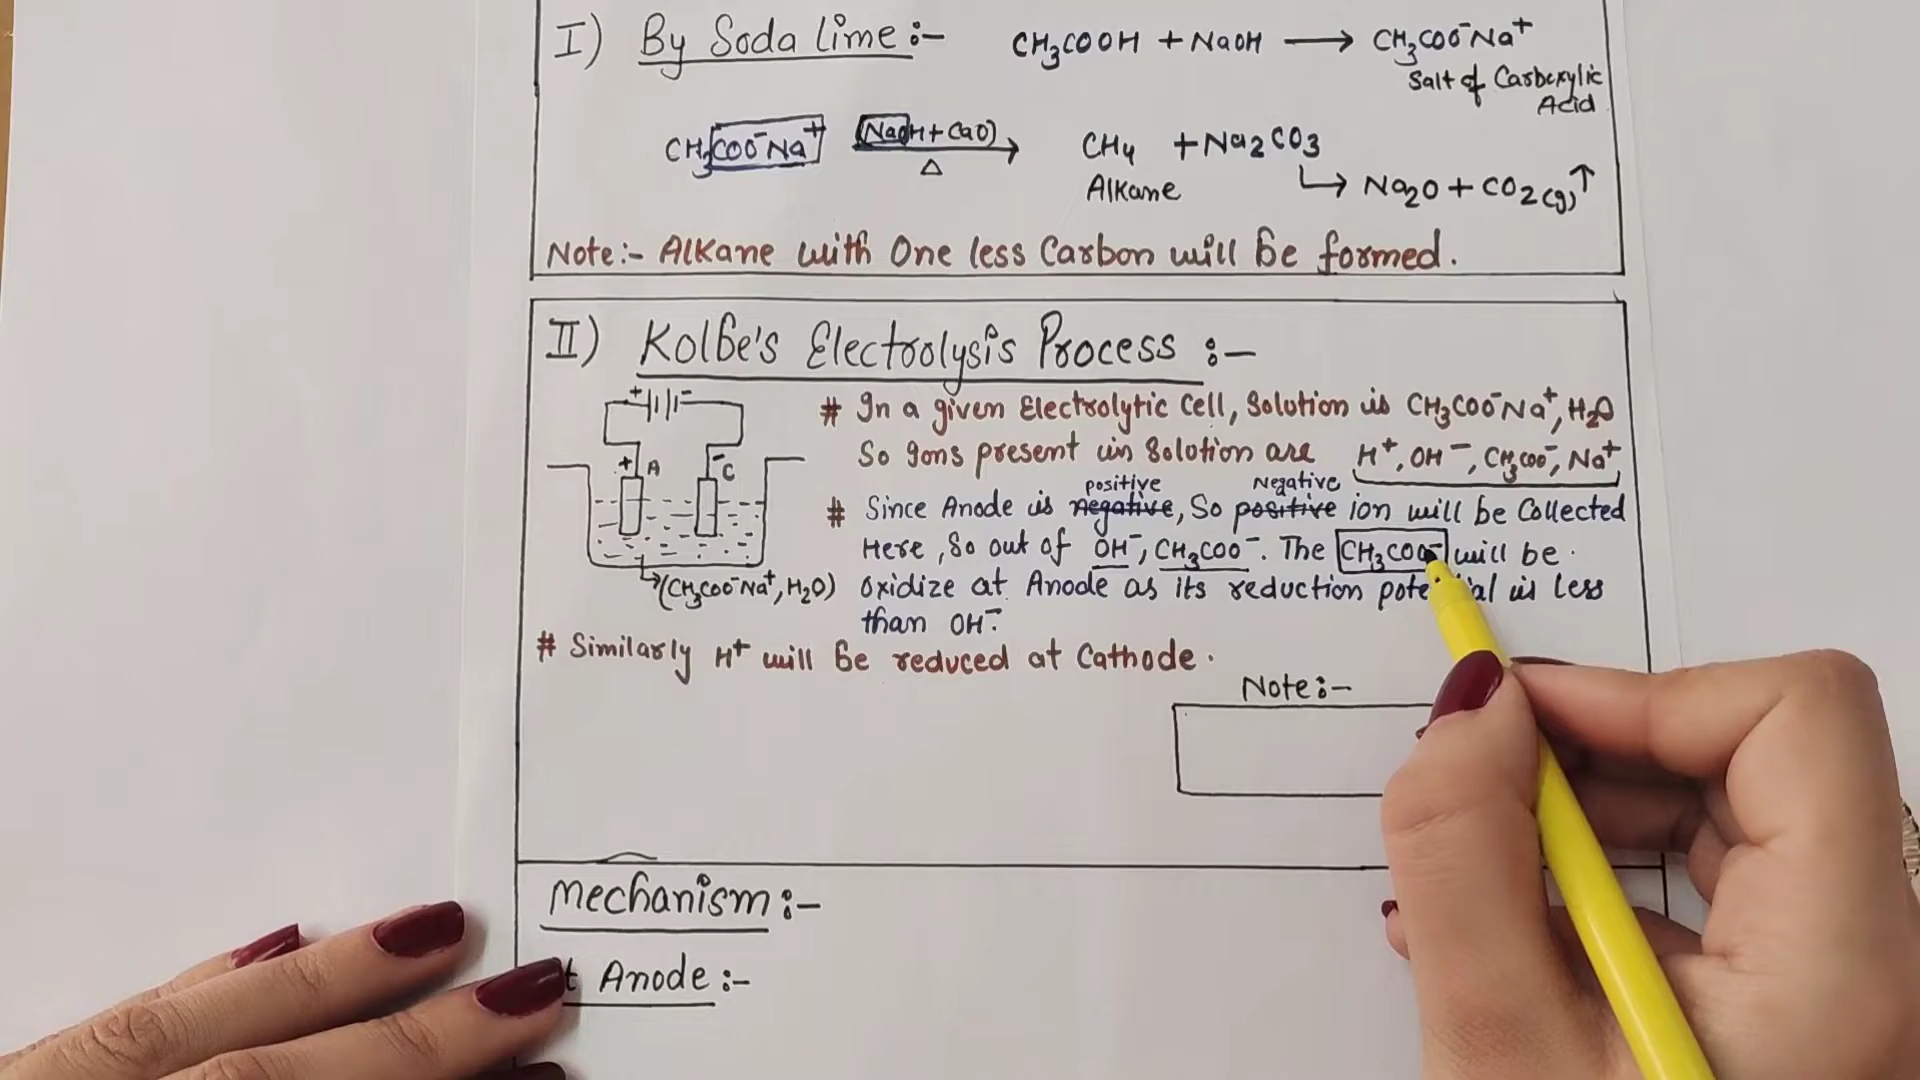 I) By Soda lime :- CH3COOH + NaOH ⟶ CH3COO⁻Na⁺
Salt of Carboxylic
Acid
CH3COO⁻Na⁺ (NaOH + CaO) CH4 + Na2CO3
△
Alkane ↳ Na2O + CO2(g)↑
Note:- Alkane with One less Carbon will be formed.
II) Kolbe's Electrolysis Process :-
+ -
# In a given Electrolytic Cell, Solution is CH3COO⁻Na⁺, H2O
So Ions present in Solution are H⁺, OH⁻, CH3COO⁻, Na⁺
+ A - C
positive Negative
# Since Anode is negative, So positive ion will be Collected
Here, So out of OH⁻, CH3COO⁻. The CH3COO⁻ will be
(CH3COO⁻Na⁺, H2O)
oxidize at Anode as its reduction is less
than OH⁻.
# Similarly H⁺ will be reduced at Cathode.
Note:-
Mechanism :-
Anode :-